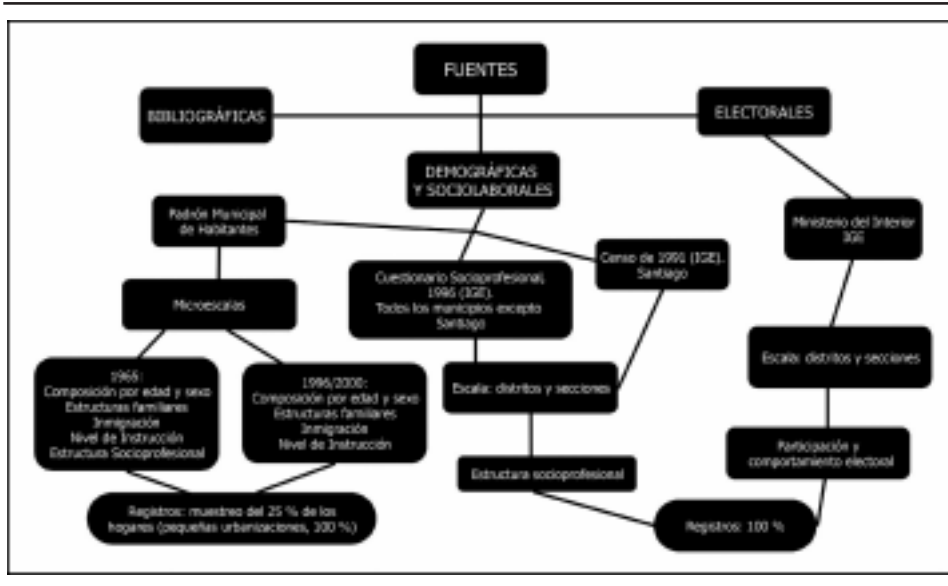 FUENTES
BIBLIOGRÁFICAS
ELECTORALES
DEMOGRÁFICAS
Y SOCIOLABORALES
Padrón Municipal
de Habitantes
Ministerio del Interior
IGE
Censo de 1991 (IGE).
Santiago
Cuestionario Socioprofesional,
1996 (IGE).
Todos los municipios excepto
Santiago
Microescalas
1965:
Composición por edad y sexo
Estructuras familiares
Inmigración
Nivel de Instrucción
Estructura Socioprofesional
1996/2000:
Composición por edad y sexo
Estructuras familiares
Inmigración
Nivel de Instrucción
Escala: distritos y secciones
Escala: distritos y secciones
Estructura socioprofesional
Participación y
comportamiento electoral
Registros: muestreo del 25 % de los
hogares (pequeñas urbanizaciones, 100 %)
Registros: 100 %